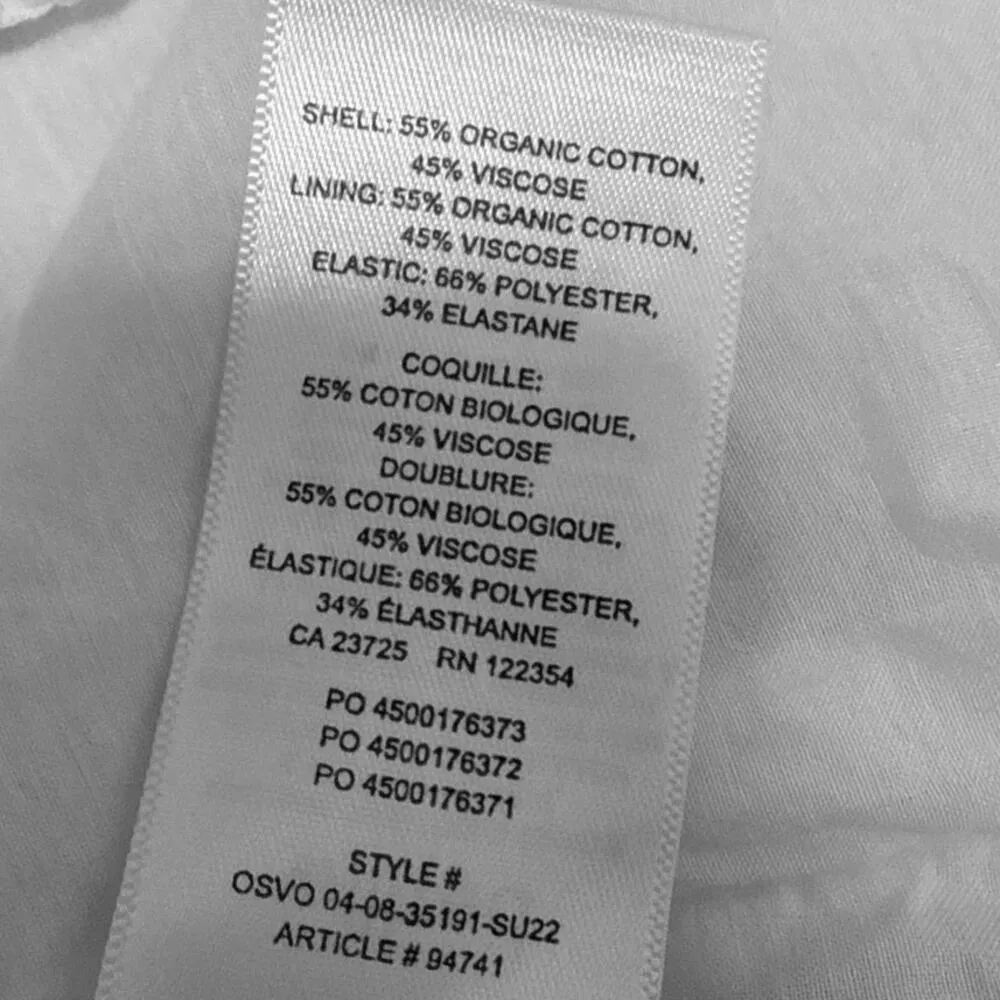 SHELL: 55% ORGANIC COTTON,
45% VISCOSE
LINING: 55% ORGANIC COTTON,
45% VISCOSE
ELASTIC: 66% POLYESTER,
34% ELASTANE
COQUILLE:
55% COTON BIOLOGIQUE,
45% VISCOSE
DOUBLURE:
55% COTON BIOLOGIQUE,
45% VISCOSE
ÉLASTIQUE: 66% POLYESTER,
34% ÉLASTHANNE
CA 23725 RN 122354
PO 4500176373
PO 4500176372
PO 4500176371
STYLE #
OSVO 04-08-35191-SU22
ARTICLE # 94741